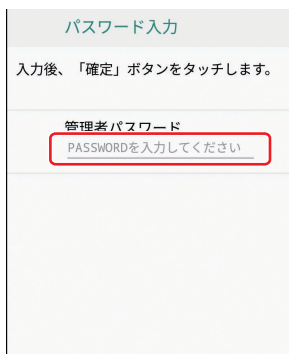 パスワード入力
入力後、「確定」ボタンをタッチします。
管理者パスワード
PASSWORDを入力してください